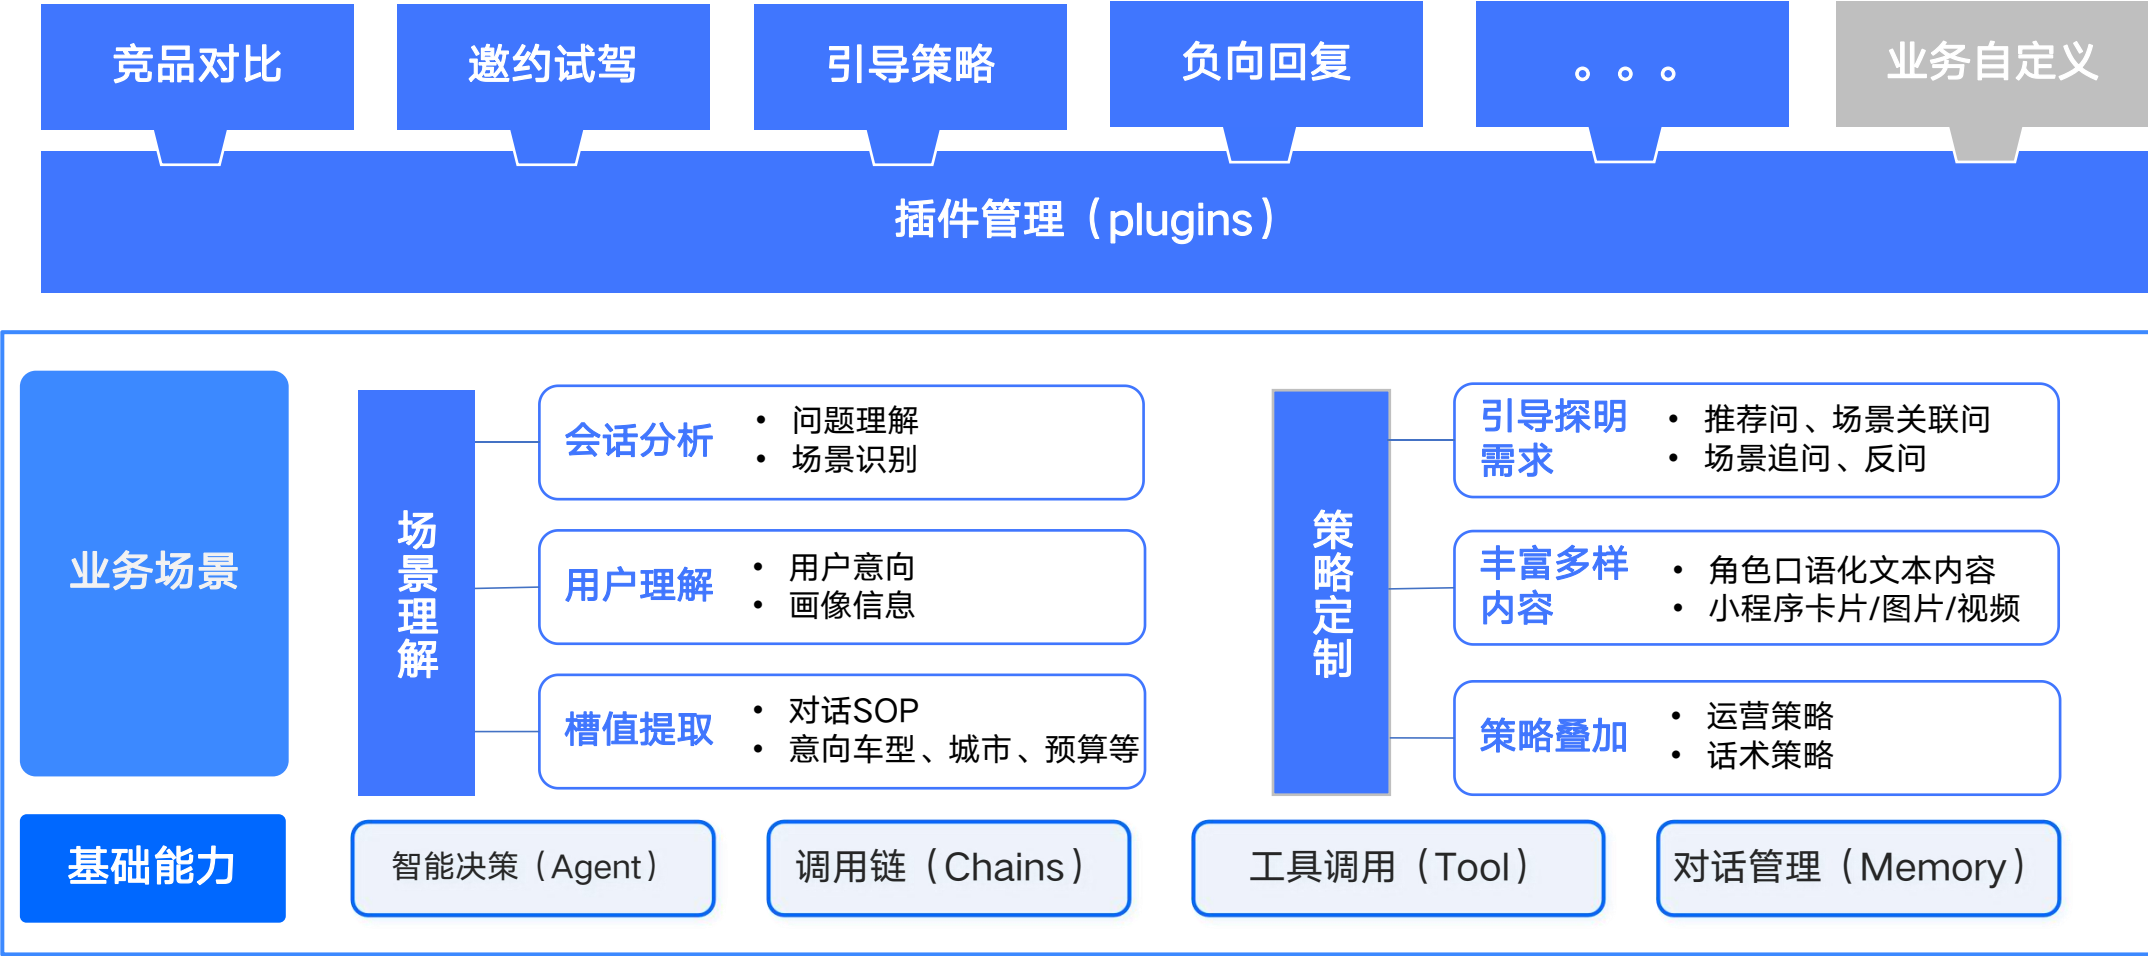 竞品对比
邀约试驾
引导策略
负向回复
。。。
业务自定义
插件管理（plugins）
业务场景
场景理解
会话分析
• 问题理解
• 场景识别
用户理解
• 用户意向
• 画像信息
槽值提取
• 对话SOP
• 意向车型、城市、预算等
策略定制
引导探明
需求
• 推荐问、场景关联问
• 场景追问、反问
丰富多样
内容
• 角色口语化文本内容
• 小程序卡片/图片/视频
策略叠加
• 运营策略
• 话术策略
基础能力
智能决策（Agent）
调用链（Chains）
工具调用（Tool）
对话管理（Memory）